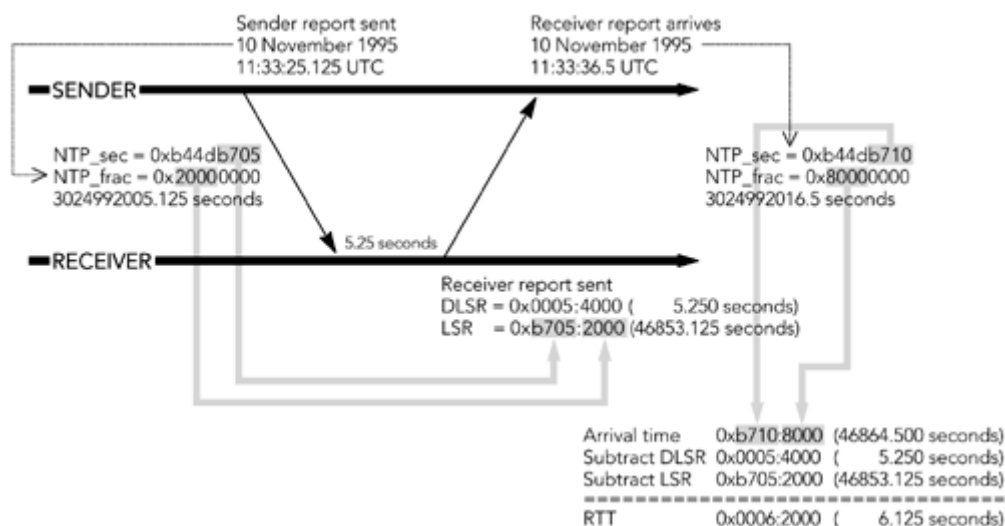 Sender report sent
10 November 1995
11:33:25.125 UTC
Receiver report arrives
10 November 1995
11:33:36.5 UTC
SENDER
NTP_sec = 0xb44db705
NTP_frac = 0x20000000
3024992005.125 seconds
NTP_sec = 0xb44db710
NTP_frac = 0x80000000
3024992016.5 seconds
5.25 seconds
RECEIVER
Receiver report sent
DLSR = 0x0005:4000 ( 5.250 seconds)
LSR = 0xb705:2000 (46853.125 seconds)
Arrival time 0xb710:8000 (46864.500 seconds)
Subtract DLSR 0x0005:4000 ( 5.250 seconds)
Subtract LSR 0xb705:2000 (46853.125 seconds)
RTT 0x0006:2000 ( 6.125 seconds)